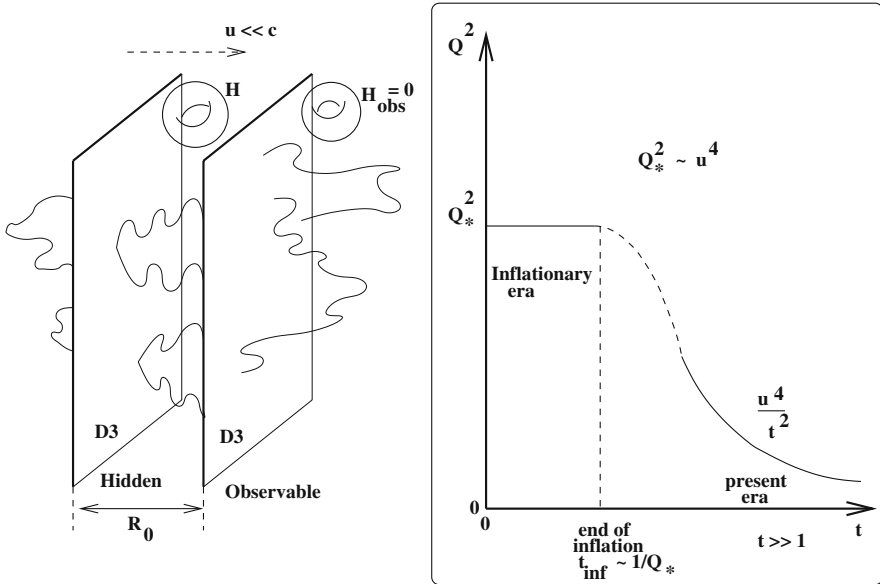 u << c
H
H_obs = 0
D3
D3
Hidden
Observable
R_0
Q^2
Q_*^2 ~ u^4
Q_*^2
Inflationary
era
u^4
t^2
present
era
0
0
t
end of
inflation
t_inf ~ 1/Q_*
t >> 1